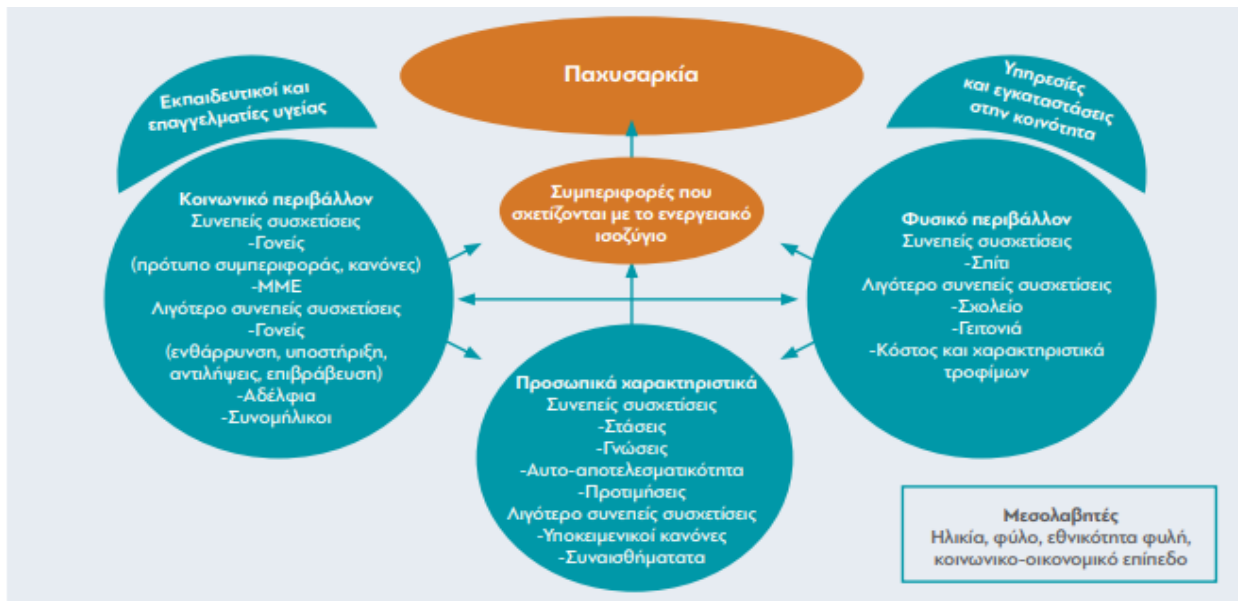 Παχυσαρκία
Εκπαιδευτικοί και
επαγγελματίες υγείας
Υπηρεσίες
και εγκαταστάσεις
στην κοινότητα
Συμπεριφορές που
σχετίζονται με το ενεργειακό
ισοζύγιο
Κοινωνικό περιβάλλον
Συνεπείς συσχετίσεις
-Γονείς
(πρότυπο συμπεριφοράς, κανόνες)
-ΜΜΕ
Λιγότερο συνεπείς συσχετίσεις
-Γονείς
(ενθάρρυνση, υποστήριξη,
αντιλήψεις, επιβράβευση)
-Αδέλφια
-Συνομήλικοι
Φυσικό περιβάλλον
Συνεπείς συσχετίσεις
-Σπίτι
Λιγότερο συνεπείς συσχετίσεις
-Σχολείο
-Γειτονιά
-Κόστος και χαρακτηριστικά
τροφίμων
Προσωπικά χαρακτηριστικά
Συνεπείς συσχετίσεις
-Στάσεις
-Γνώσεις
-Αυτο-αποτελεσματικότητα
-Προτιμήσεις
Λιγότερο συνεπείς συσχετίσεις
-Υποκειμενικοί κανόνες
-Συναισθήματατα
Μεσολαβητές
Ηλικία, φύλο, εθνικότητα φυλή,
κοινωνικο-οικονομικό επίπεδο